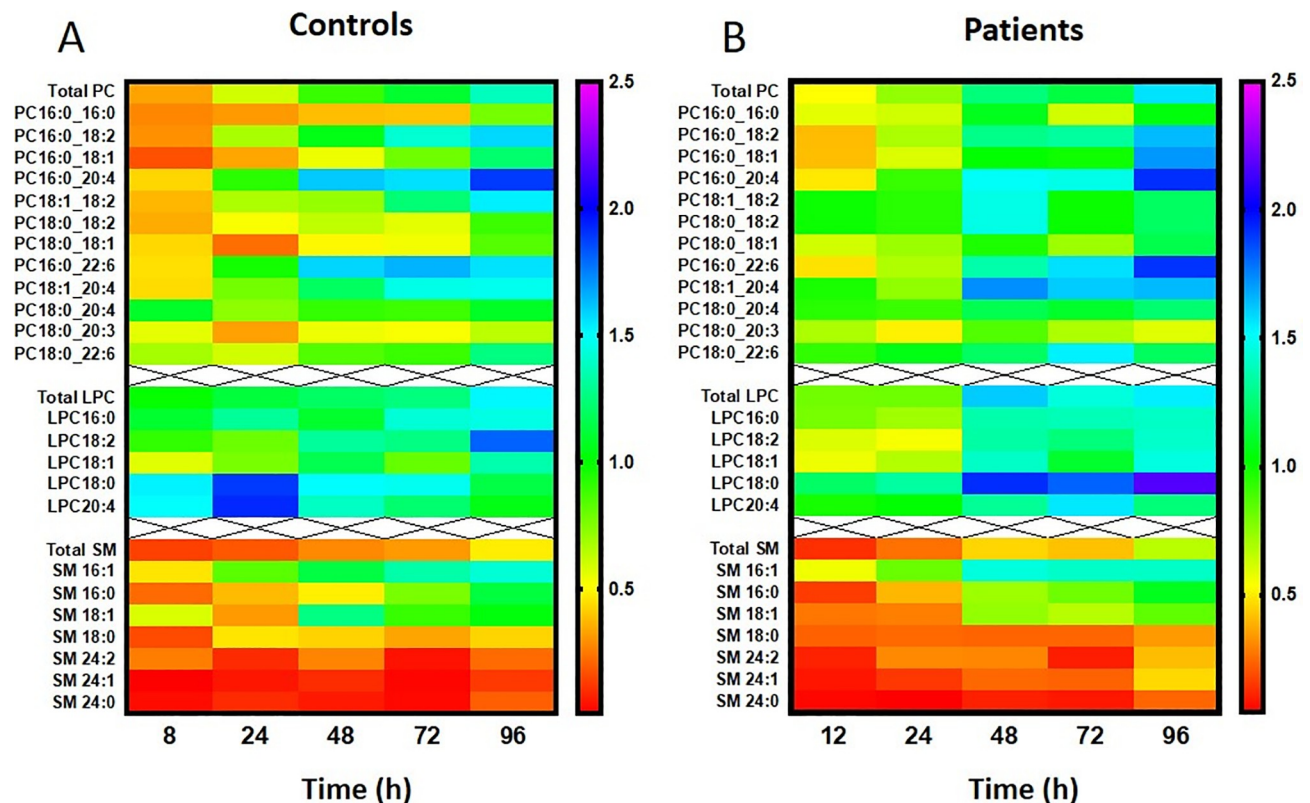 A
Controls
Total PC
PC16:0_16:0
PC16:0_18:2
PC16:0_18:1
PC16:0_20:4
PC18:1_18:2
PC18:0_18:2
PC18:0_18:1
PC16:0_22:6
PC18:1_20:4
PC18:0_20:4
PC18:0_20:3
PC18:0_22:6
Total LPC
LPC16:0
LPC18:2
LPC18:1
LPC18:0
LPC20:4
Total SM
SM 16:1
SM 16:0
SM 18:1
SM 18:0
SM 24:2
SM 24:1
SM 24:0
8 24 48 72 96
Time (h)
2.5
2.0
1.5
1.0
0.5
B
Patients
Total PC
PC16:0_16:0
PC16:0_18:2
PC16:0_18:1
PC16:0_20:4
PC18:1_18:2
PC18:0_18:2
PC18:0_18:1
PC16:0_22:6
PC18:1_20:4
PC18:0_20:4
PC18:0_20:3
PC18:0_22:6
Total LPC
LPC16:0
LPC18:2
LPC18:1
LPC18:0
LPC20:4
Total SM
SM 16:1
SM 16:0
SM 18:1
SM 18:0
SM 24:2
SM 24:1
SM 24:0
12 24 48 72 96
Time (h)
2.5
2.0
1.5
1.0
0.5